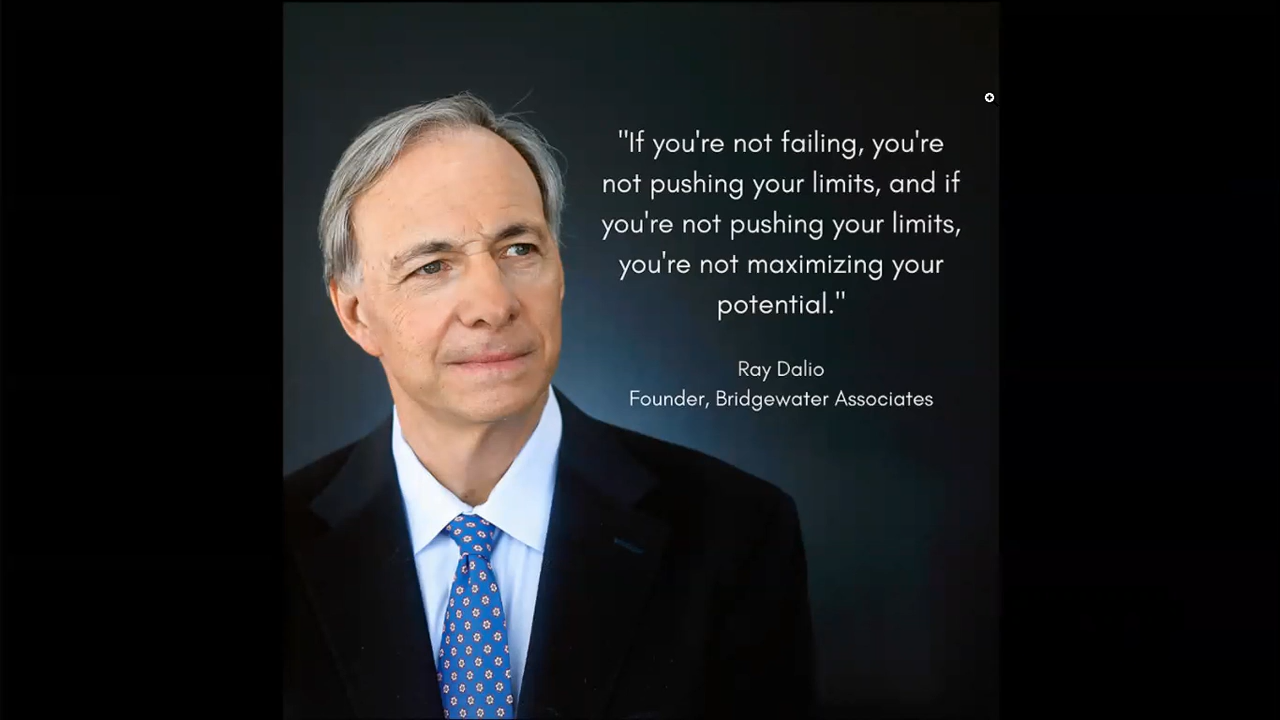 "If you're not failing, you're
not pushing your limits, and if
you're not pushing your limits,
you're not maximizing your
potential."
Ray Dalio
Founder, Bridgewater Associates